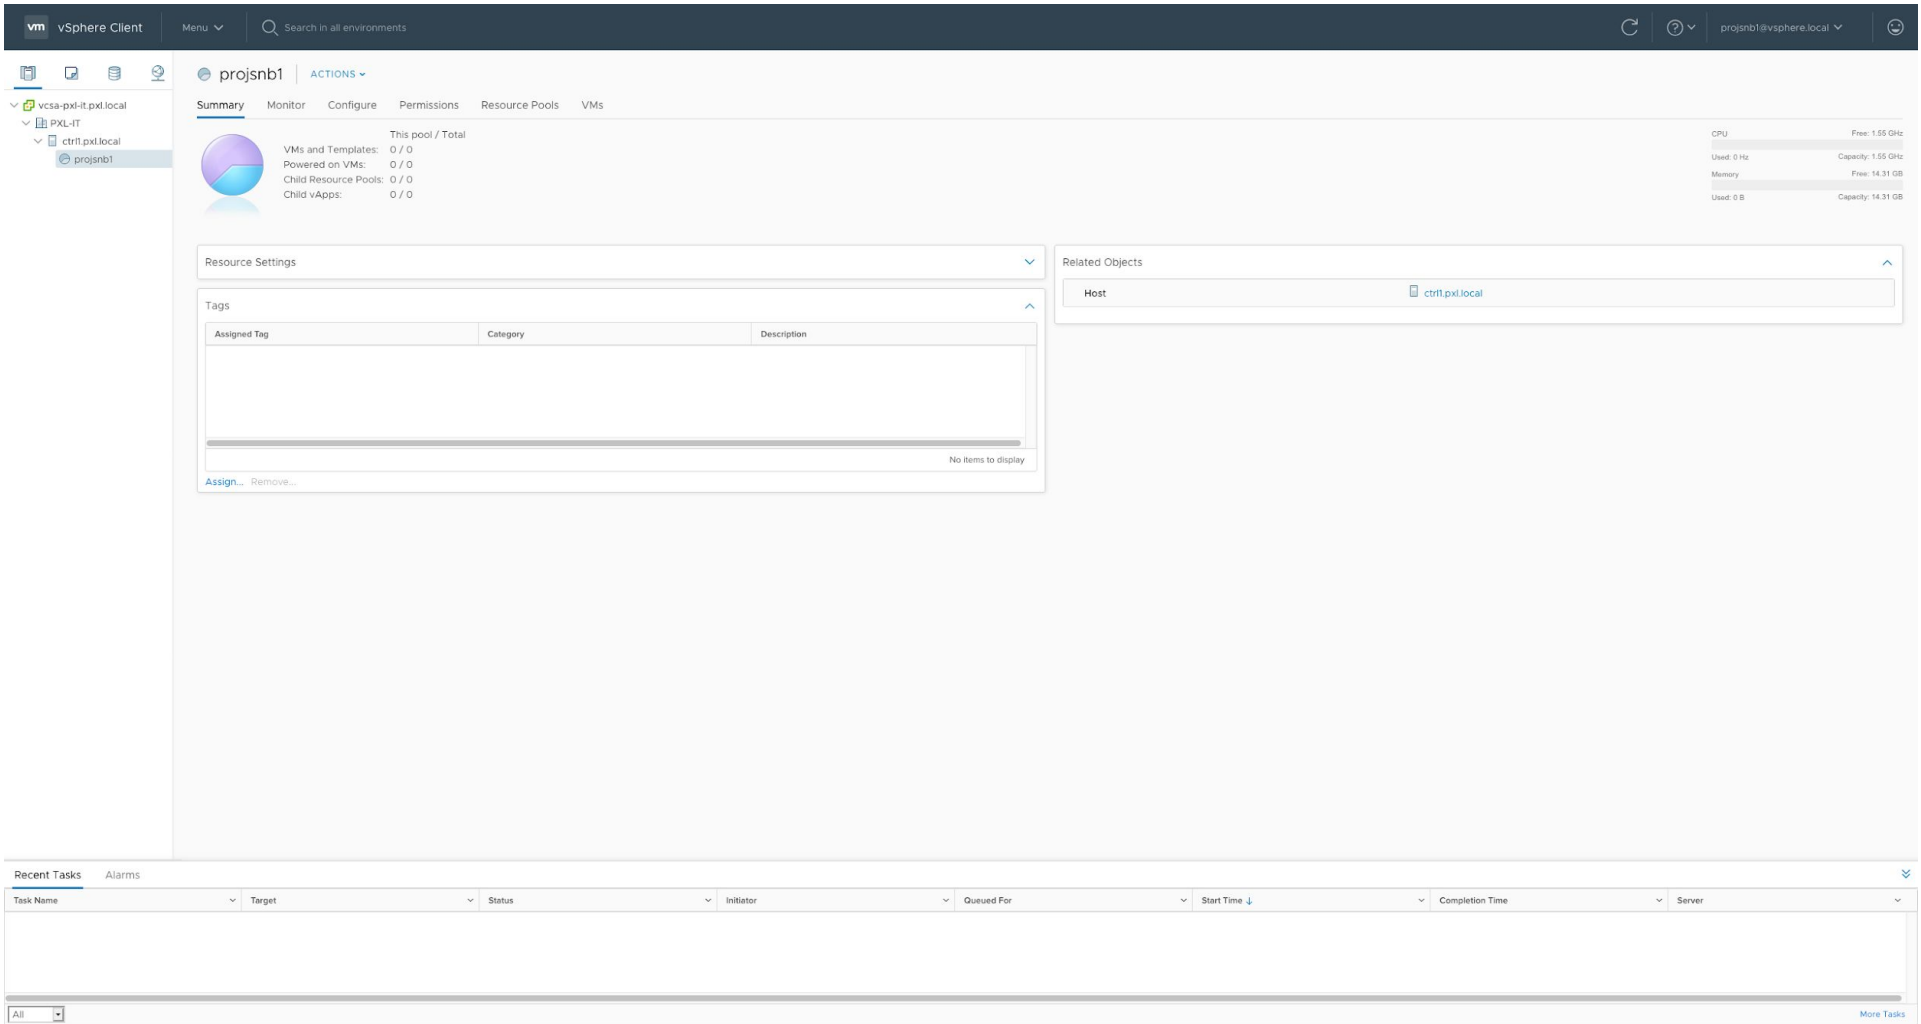 vm vSphere Client Menu Search in all environments projsnb1@vsphere.local
projsnb1 ACTIONS
vcsa-pxl-it.pxl.local
PXL-IT
ctrl1.pxl.local
projsnb1
Summary Monitor Configure Permissions Resource Pools VMs
This pool / Total
VMs and Templates: 0 / 0
Powered on VMs: 0 / 0
Child Resource Pools: 0 / 0
Child vApps: 0 / 0
CPU Free: 1.55 GHz
Used: 0 Hz Capacity: 1.55 GHz
Memory Free: 14.31 GB
Used: 0 B Capacity: 14.31 GB
Resource Settings
Tags
Assigned Tag Category Description
No items to display
Assign... Remove...
Related Objects
Host ctrl1.pxl.local
Recent Tasks Alarms
Task Name Target Status Initiator Queued For Start Time Completion Time Server
All More Tasks